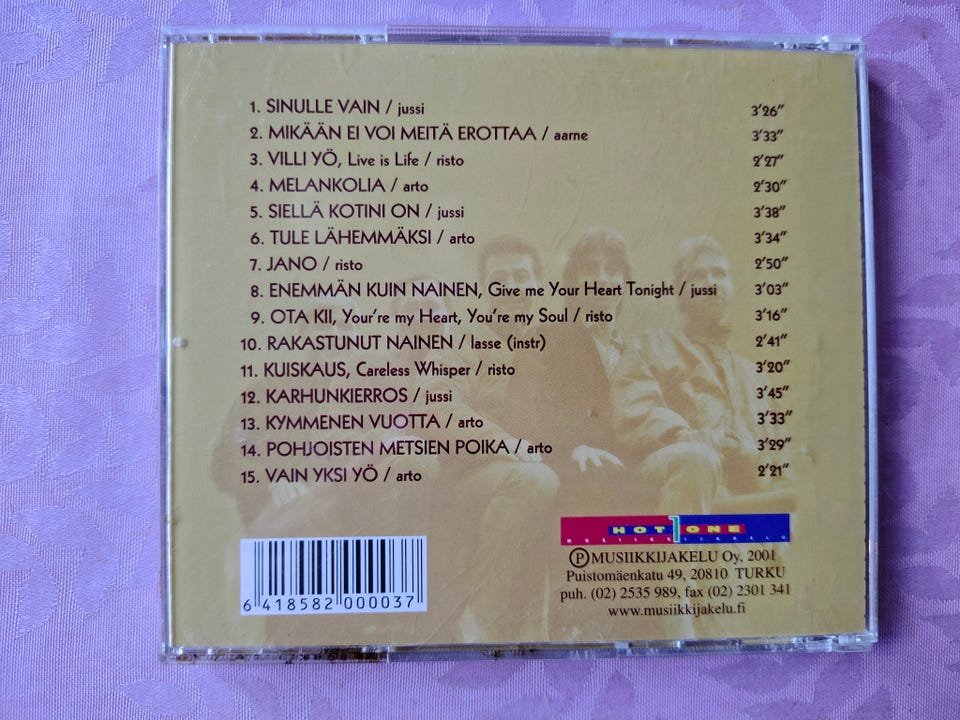 1. SINULLE VAIN / jussi 3'26"
2. MIKÄÄN EI VOI MEITÄ EROTTAA / aarne 3'33"
3. VILLI YÖ, Live is Life / risto 2'27"
4. MELANKOLIA / arto 2'30"
5. SIELLÄ KOTINI ON / jussi 3'38"
6. TULE LÄHEMMÄKSI / arto 3'34"
7. JANO / risto 2'50"
8. ENEMMÄN KUIN NAINEN, Give me Your Heart Tonight / jussi 3'03"
9. OTA KII, Your're my Heart, You're my Soul / risto 3'16"
10. RAKASTUNUT NAINEN / lasse (instr) 2'41"
11. KUISKAUS, Careless Whisper / risto 3'20"
12. KARHUNKIERROS / jussi 3'45"
13. KYMMENEN VUOTTA / arto 3'33"
14. POHJOISTEN METSIEN POIKA / arto 3'29"
15. VAIN YKSI YÖ / arto 2'21"
HOT 1 ONE
MUSIIKKIJAKELU
Ⓟ MUSIIKKIJAKELU Oy, 2001
Puistomäenkatu 49, 20810 TURKU
puh. (02) 2535 989, fax (02) 2301 341
www.musiikkijakelu.fi
6 418582 000037